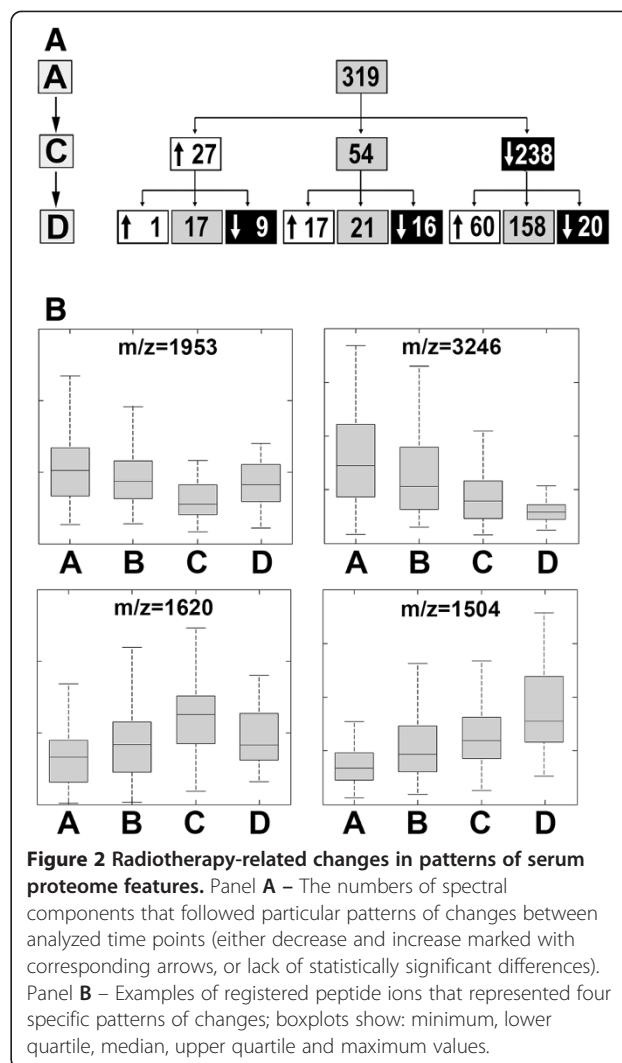 A
A 319
C ↑ 27 54 ↓238
D ↑ 1 17 ↓ 9 ↑ 17 21 ↓ 16 ↑ 60 158 ↓ 20
B
m/z=1953 m/z=3246
A B C D A B C D
m/z=1620 m/z=1504
A B C D A B C D
Figure 2 Radiotherapy-related changes in patterns of serum
proteome features. Panel A – The numbers of spectral
components that followed particular patterns of changes between
analyzed time points (either decrease and increase marked with
corresponding arrows, or lack of statistically significant differences).
Panel B – Examples of registered peptide ions that represented four
specific patterns of changes; boxplots show: minimum, lower
quartile, median, upper quartile and maximum values.